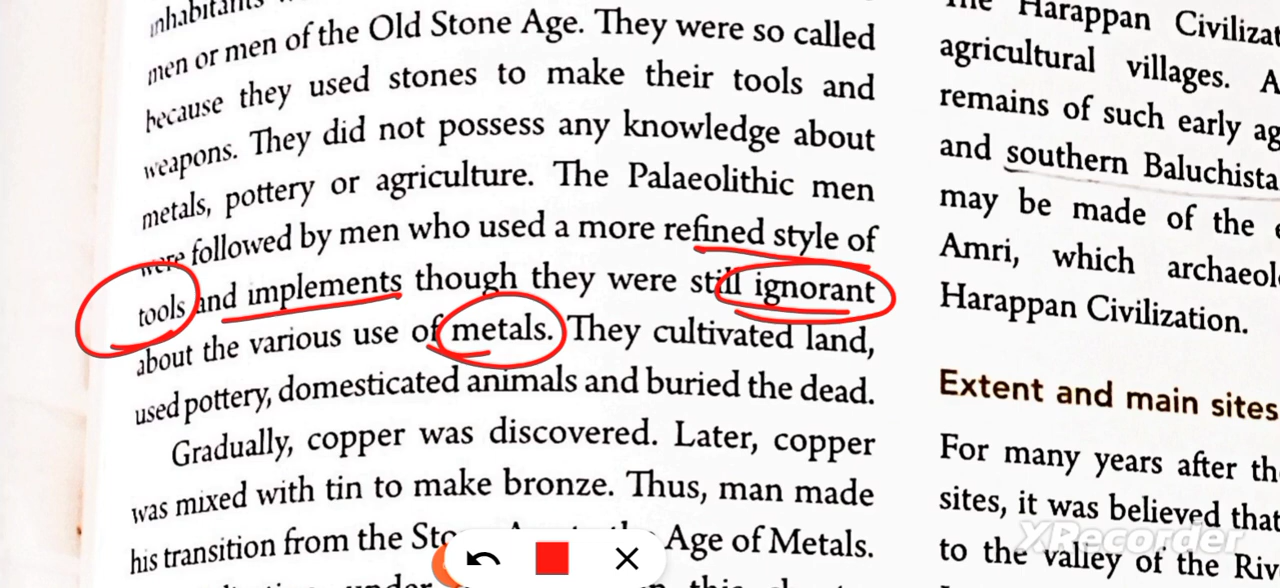 inhabitants
men or men of the Old Stone Age. They were so called
because they used stones to make their tools and
weapons. They did not possess any knowledge about
metals, pottery or agriculture. The Palaeolithic men
were followed by men who used a more refined style of
tools and implements though they were still ignorant
about the various use of metals. They cultivated land,
used pottery, domesticated animals and buried the dead.
Gradually, copper was discovered. Later, copper
was mixed with tin to make bronze. Thus, man made
his transition from the Age of Metals.
The Harappan Civilizat
agricultural villages. A
remains of such early ag
and southern Baluchista
may be made of the e
Amri, which archaeol
Harappan Civilization.
Extent and main sites
For many years after th
sites, it was believed that
to the valley of the Riv
XRecorder